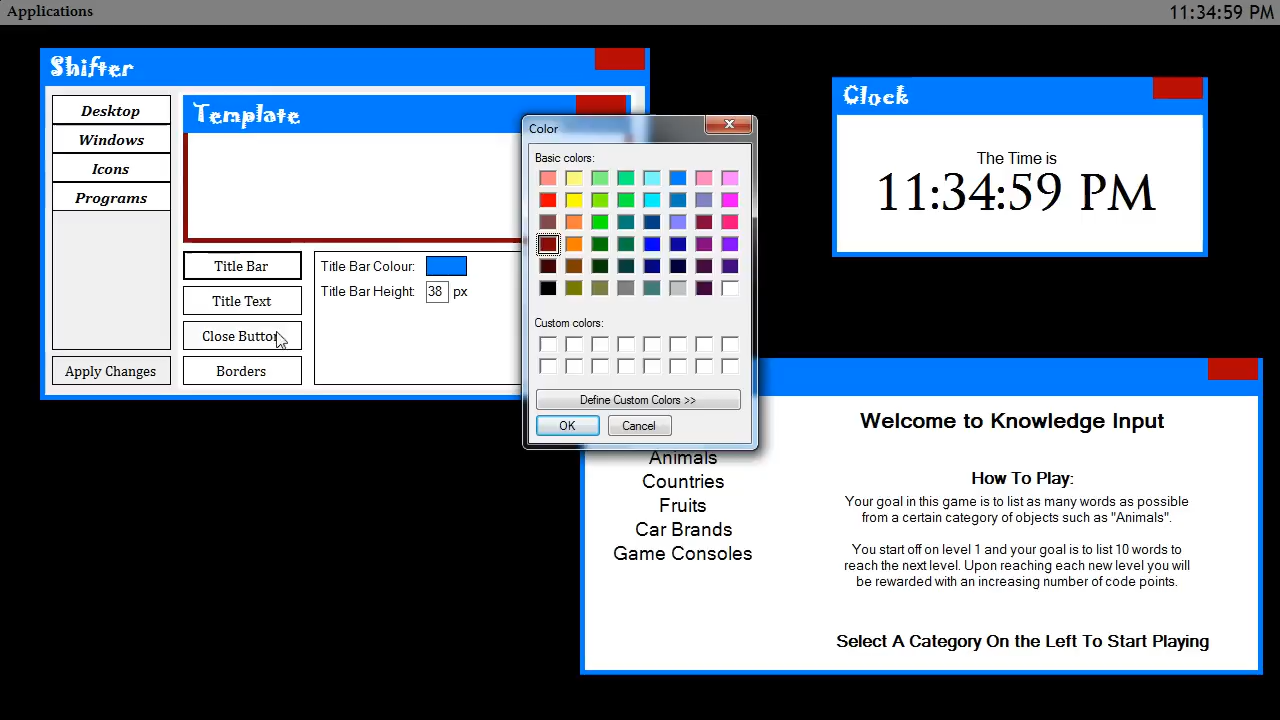 Applications
11:34:59 PM
Shifter
Desktop
Windows
Icons
Programs
Apply Changes
Template
Title Bar
Title Text
Close Button
Borders
Title Bar Colour:
Title Bar Height: 38 px
Color
Basic colors:
Custom colors:
Define Custom Colors >>
OK
Cancel
Clock
The Time is
11:34:59 PM
Animals
Countries
Fruits
Car Brands
Game Consoles
Welcome to Knowledge Input
How To Play:
Your goal in this game is to list as many words as possible
from a certain category of objects such as "Animals".
You start off on level 1 and your goal is to list 10 words to
reach the next level. Upon reaching each new level you will
be rewarded with an increasing number of code points.
Select A Category On the Left To Start Playing